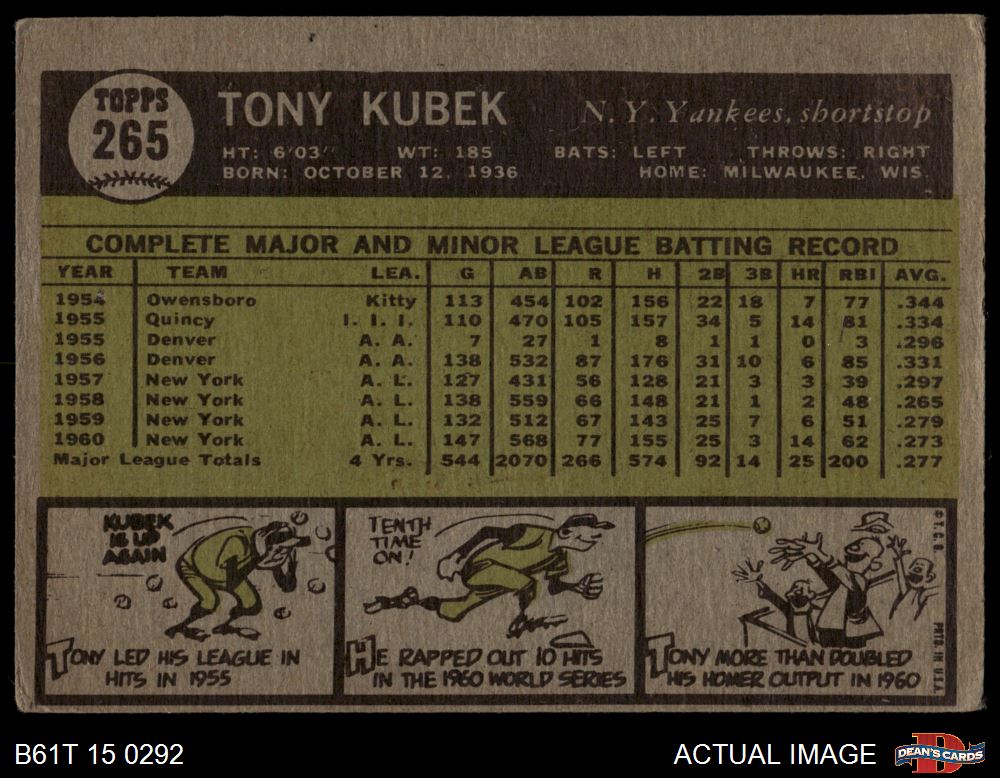 TOPPS
265
TONY KUBEK N.Y. Yankees, shortstop
HT: 6'03" WT: 185 BATS: LEFT THROWS: RIGHT
BORN: OCTOBER 12, 1936 HOME: MILWAUKEE, WIS.
COMPLETE MAJOR AND MINOR LEAGUE BATTING RECORD
YEAR TEAM LEA. G AB R H 2B 3B HR RBI AVG.
1954 Owensboro Kitty 113 454 102 156 22 18 7 77 .344
1955 Quincy I. I. I. 110 470 105 157 34 5 14 81 .334
1955 Denver A. A. 7 27 1 8 1 1 0 3 .296
1956 Denver A. A. 138 532 87 176 31 10 6 85 .331
1957 New York A. L. 127 431 56 128 21 3 3 39 .297
1958 New York A. L. 138 559 66 148 21 1 2 48 .265
1959 New York A. L. 132 512 67 143 25 7 6 51 .279
1960 New York A. L. 147 568 77 155 25 3 14 62 .273
Major League Totals 4 Yrs. 544 2070 266 574 92 14 25 200 .277
KUBEK
IS UP
AGAIN
TONY LED HIS LEAGUE IN
HITS IN 1955
TENTH
TIME
ON!
HE RAPPED OUT 10 HITS
IN THE 1960 WORLD SERIES
TONY MORE THAN DOUBLED
HIS HOMER OUTPUT IN 1960
© T. C. G. PRTD. IN U.S.A.
B61T 15 0292 ACTUAL IMAGE
DEAN'S CARDS